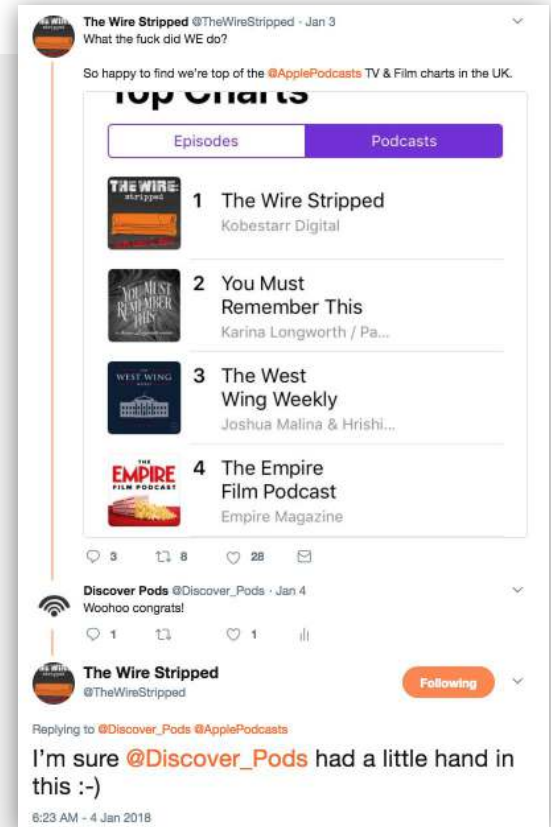 The Wire Stripped @TheWireStripped · Jan 3
What the fuck did WE do?
So happy to find we're top of the @ApplePodcasts TV & Film charts in the UK.
Top Charts
Episodes Podcasts
THE WIRE:
stripped
1 The Wire Stripped
Kobestarr Digital
YOU MUST
REMEMBER
THIS
2 You Must
Remember This
Karina Longworth / Pa...
WEST WING
3 The West
Wing Weekly
Joshua Malina & Hrishi...
THE
EMPIRE
FILM PODCAST
4 The Empire
Film Podcast
Empire Magazine
3 8 28
Discover Pods @Discover_Pods · Jan 4
Woohoo congrats!
1 1
The Wire Stripped
@TheWireStripped
Following
Replying to @Discover_Pods @ApplePodcasts
I'm sure @Discover_Pods had a little hand in
this :-)
6:23 AM - 4 Jan 2018